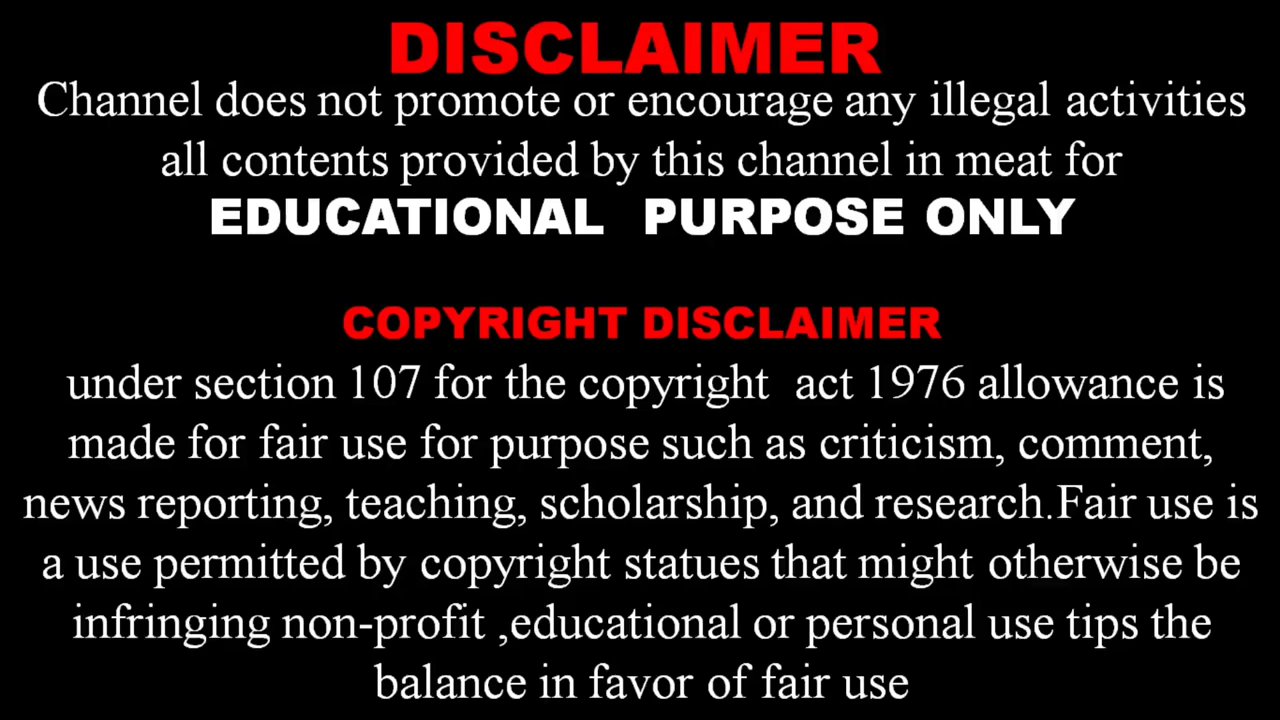 DISCLAIMER
Channel does not promote or encourage any illegal activities
all contents provided by this channel in meat for
EDUCATIONAL PURPOSE ONLY
COPYRIGHT DISCLAIMER
under section 107 for the copyright act 1976 allowance is
made for fair use for purpose such as criticism, comment,
news reporting, teaching, scholarship, and research.Fair use is
a use permitted by copyright statues that might otherwise be
infringing non-profit ,educational or personal use tips the
balance in favor of fair use